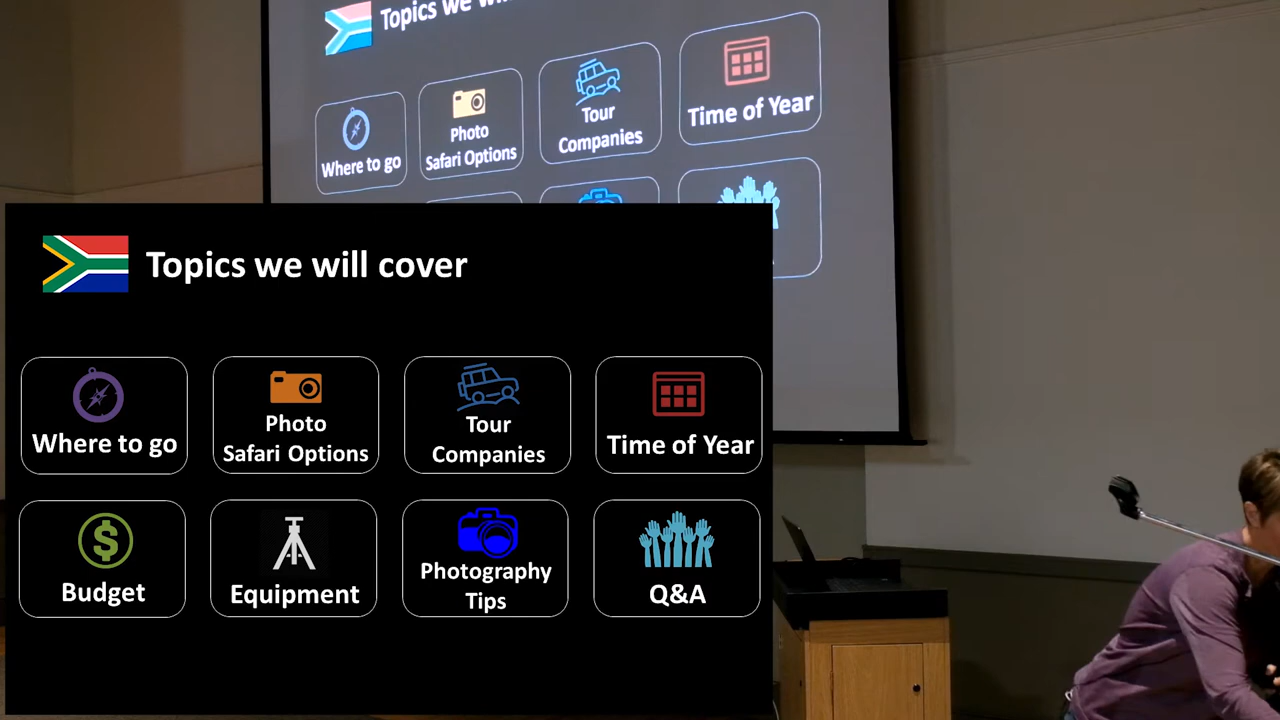 Topics we wi
Where to go
Photo
Safari Options
Tour
Companies
Time of Year
Topics we will cover
Where to go
Photo
Safari Options
Tour
Companies
Time of Year
Budget
Equipment
Photography
Tips
Q&A